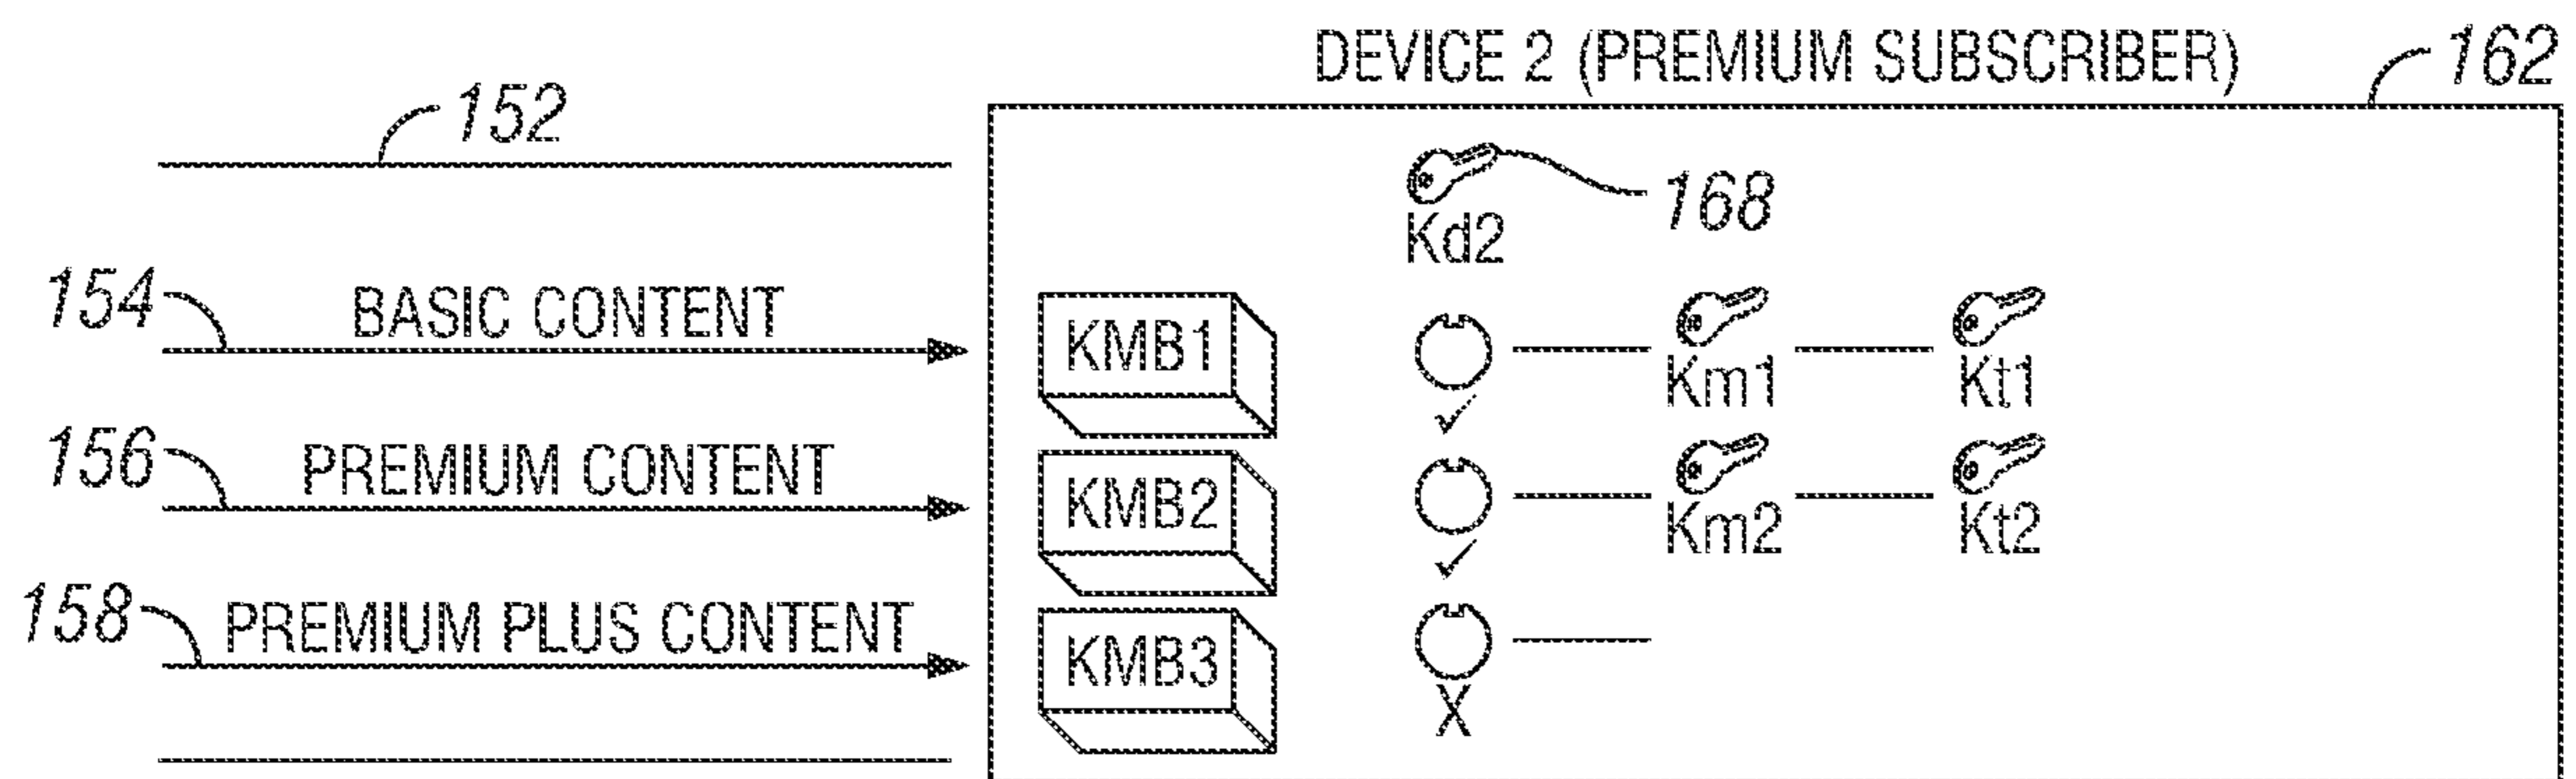 DEVICE 2 (PREMIUM SUBSCRIBER)
162
152
168
Kd2
154
BASIC CONTENT
KMB1
Km1
Kt1
156
PREMIUM CONTENT
KMB2
Km2
Kt2
158
PREMIUM PLUS CONTENT
KMB3
X